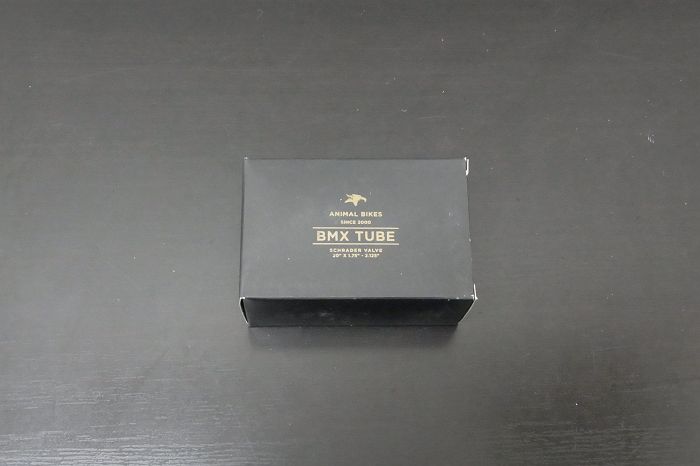 ANIMAL BIKES
SINCE 2000
BMX TUBE
SCHRADER VALVE
20" X 1.75" - 2.125"